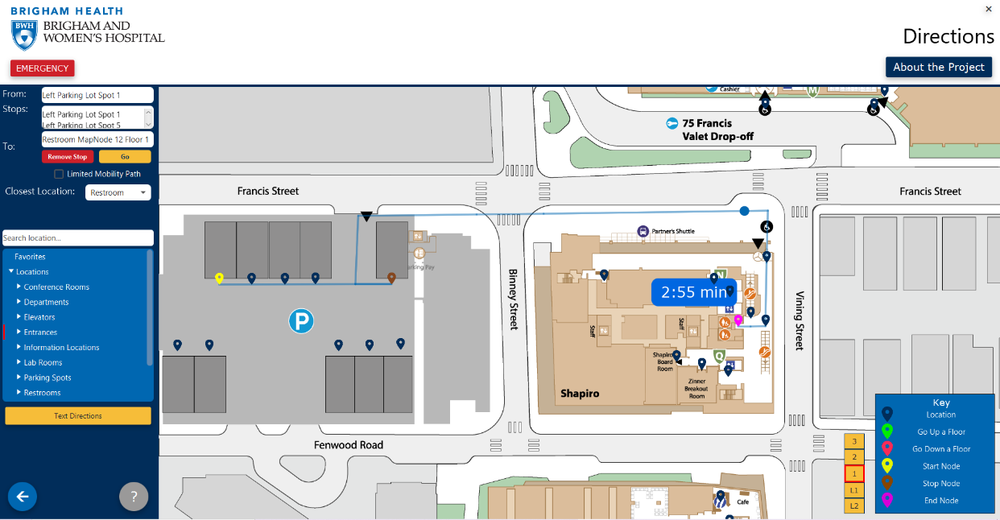 BRIGHAM HEALTH
BWH
BRIGHAM AND
WOMEN'S HOSPITAL
×
Directions
EMERGENCY
About the Project
From:
Left Parking Lot Spot 1
Stops:
Left Parking Lot Spot 1
Left Parking Lot Spot 5
To:
Restroom MapNode 12 Floor 1
Remove Stop
Go
Limited Mobility Path
Closest Location:
Restroom
Search location...
Favorites
Locations
Conference Rooms
Departments
Elevators
Entrances
Information Locations
Lab Rooms
Parking Spots
Restrooms
Text Directions
?
Cashier
M
75 Francis
Valet Drop-off
Francis Street
Francis Street
Partner's Shuttle
Parking Pay
P
Binney Street
N
2:55 min
Vining Street
Staff
Staff
Shapiro
Board
Room
Q
Zinner
Breakout
Room
Shapiro
Fenwood Road
Cafe
3
2
1
L1
L2
Key
Location
Go Up a Floor
Go Down a Floor
Start Node
Stop Node
End Node